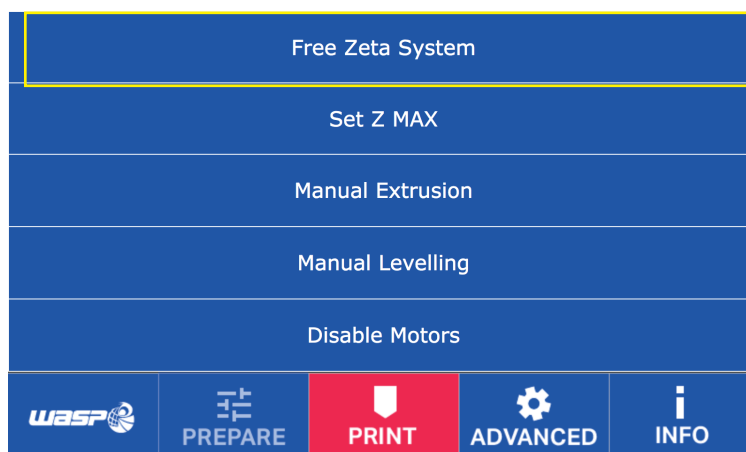 Free Zeta System
Set Z MAX
Manual Extrusion
Manual Levelling
Disable Motors
wasp PREPARE PRINT ADVANCED INFO